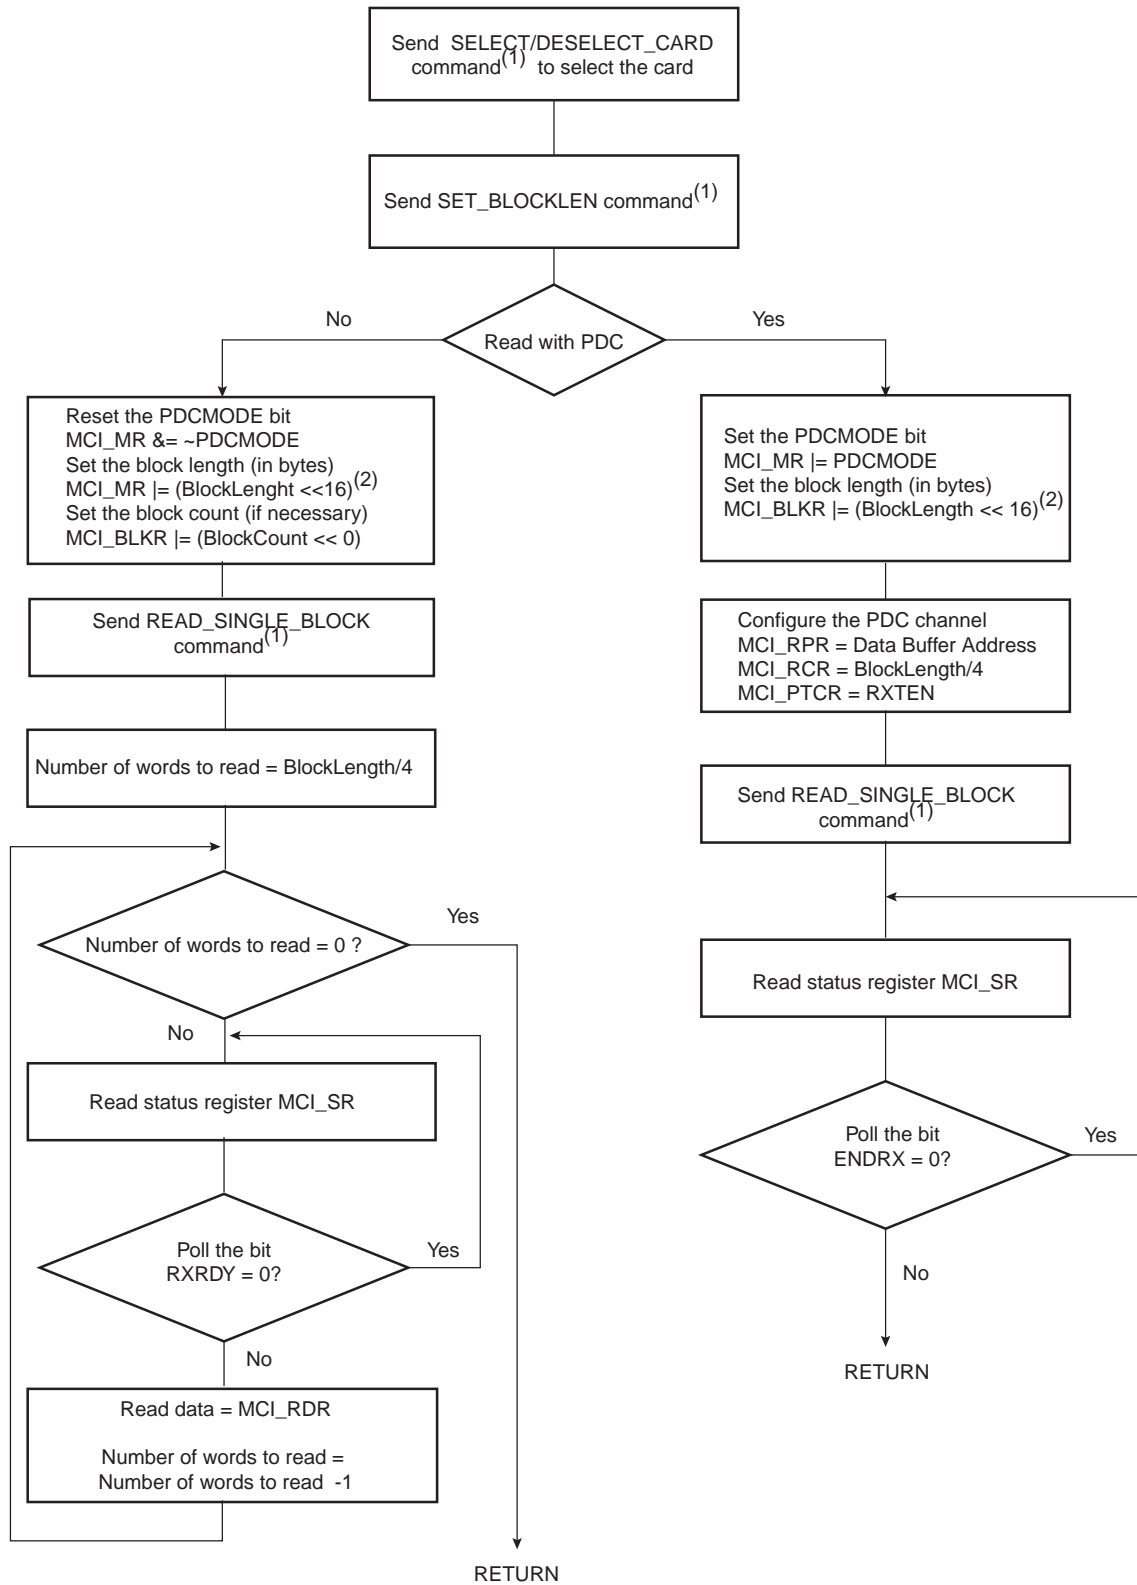 Send SELECT/DESELECT_CARD
command(1) to select the card
Send SET_BLOCKLEN command(1)
No
Yes
Read with PDC
Reset the PDCMODE bit
MCI_MR &= ~PDCMODE
Set the block length (in bytes)
MCI_MR |= (BlockLenght <<16)(2)
Set the block count (if necessary)
MCI_BLKR |= (BlockCount << 0)
Send READ_SINGLE_BLOCK
command(1)
Number of words to read = BlockLength/4
Number of words to read = 0 ?
Yes
No
Read status register MCI_SR
Poll the bit
RXRDY = 0?
Yes
No
Read data = MCI_RDR
Number of words to read =
Number of words to read -1
RETURN
Set the PDCMODE bit
MCI_MR |= PDCMODE
Set the block length (in bytes)
MCI_BLKR |= (BlockLength << 16)(2)
Configure the PDC channel
MCI_RPR = Data Buffer Address
MCI_RCR = BlockLength/4
MCI_PTCR = RXTEN
Send READ_SINGLE_BLOCK
command(1)
Read status register MCI_SR
Poll the bit
ENDRX = 0?
Yes
No
RETURN